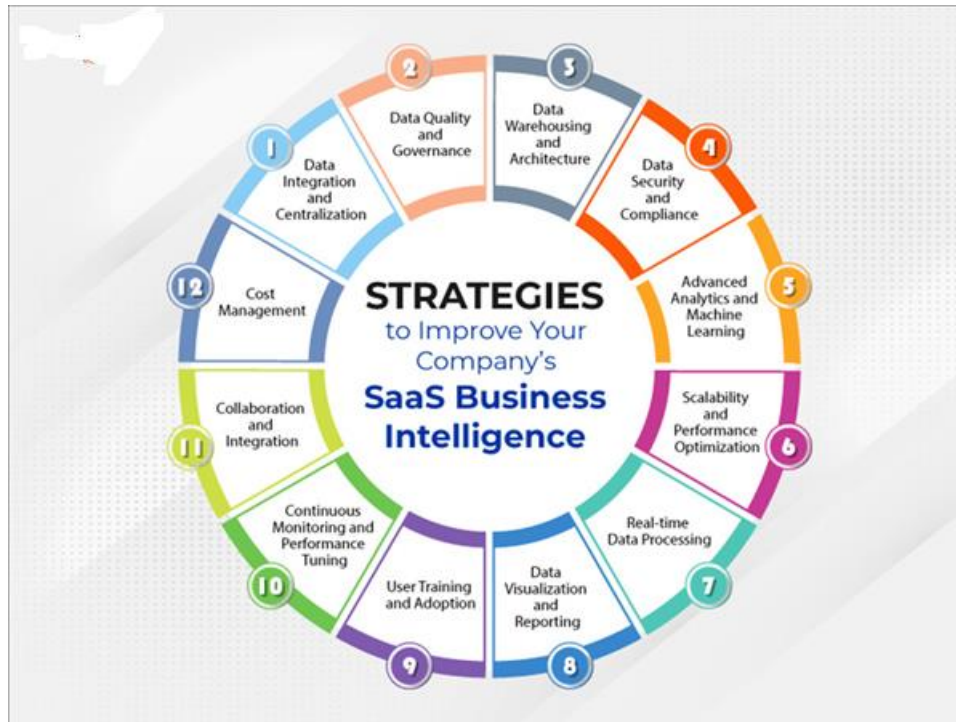 STRATEGIES
to Improve Your
Company's
SaaS Business
Intelligence
1
Data
Integration
and
Centralization
2
Data Quality
and
Governance
3
Data
Warehousing
and
Architecture
4
Data
Security
and
Compliance
5
Advanced
Analytics and
Machine
Learning
6
Scalability
and
Performance
Optimization
7
Real-time
Data Processing
8
Data
Visualization
and
Reporting
9
User Training
and Adoption
10
Continuous
Monitoring and
Performance
Tuning
11
Collaboration
and
Integration
12
Cost
Management